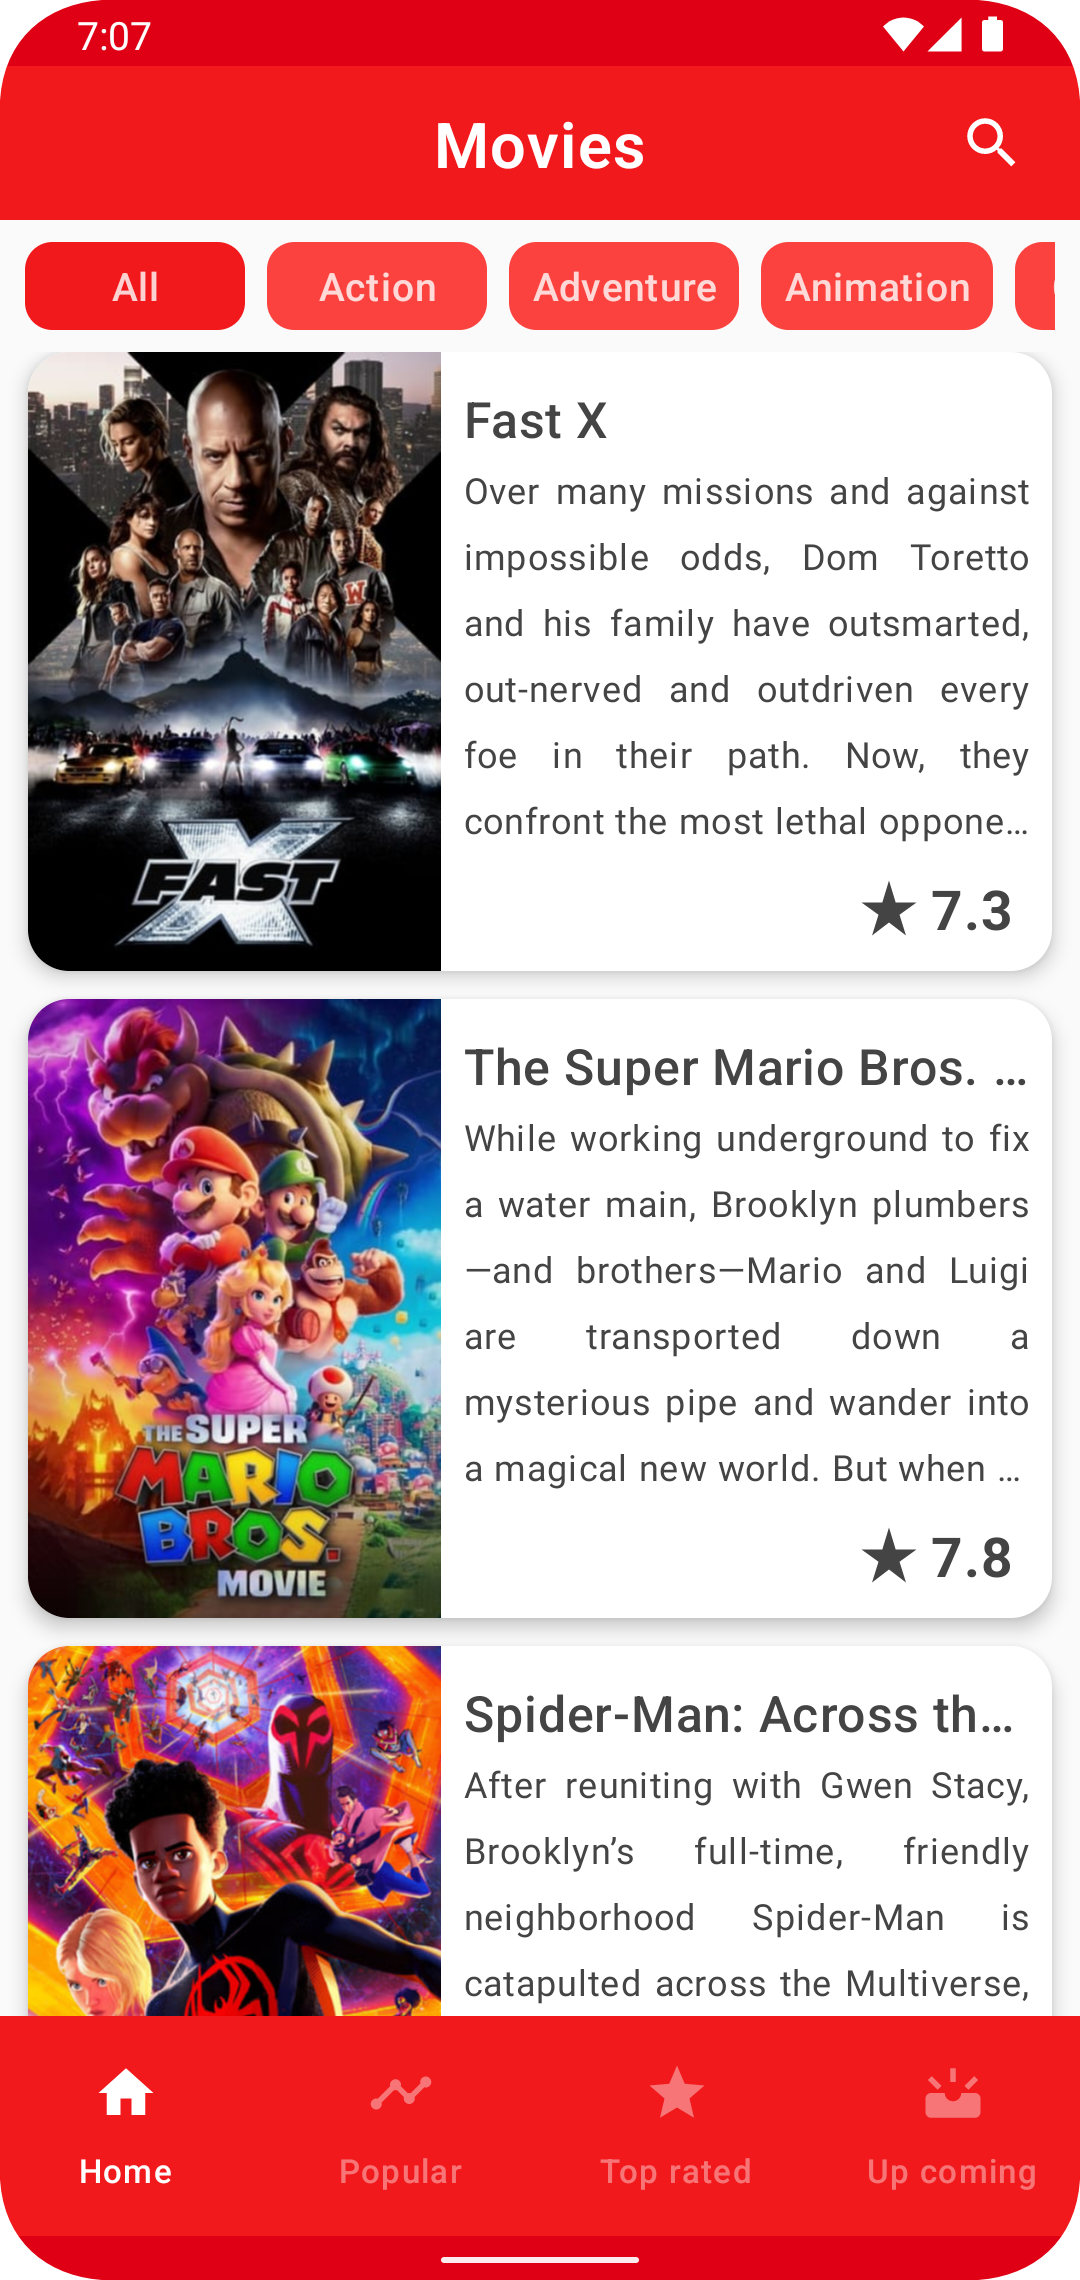 7:07
Movies
All
Action
Adventure
Animation
Fast X
Over many missions and against
impossible odds, Dom Toretto
and his family have outsmarted,
out-nerved and outdriven every
foe in their path. Now, they
confront the most lethal oppone…
7.3
W
FAST
X
The Super Mario Bros. …
While working underground to fix
a water main, Brooklyn plumbers
—and brothers—Mario and Luigi
are transported down a
mysterious pipe and wander into
a magical new world. But when …
7.8
THE SUPER
MARIO
BROS.
MOVIE
Spider-Man: Across th…
After reuniting with Gwen Stacy,
Brooklyn’s full-time, friendly
neighborhood Spider-Man is
catapulted across the Multiverse,
Home
Popular
Top rated
Up coming